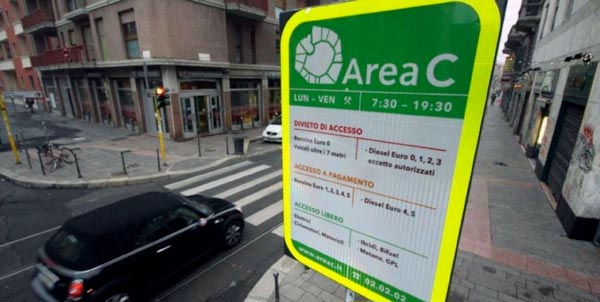 Area C
LUN - VEN 7:30 - 19:30
DIVIETO DI ACCESSO
- Benzina Euro 0
- Veicoli oltre i 7 metri
- Diesel Euro 0, 1, 2, 3
eccetto autorizzati
ACCESSO A PAGAMENTO
- Benzina Euro 1, 2, 3, 4, 5
- Diesel Euro 4, 5
ACCESSO LIBERO
- Elettrici
- Ciclomotori, Motocicli
- Ibridi, Bifuel
- Metano, GPL
www.areac.it 02.02.02